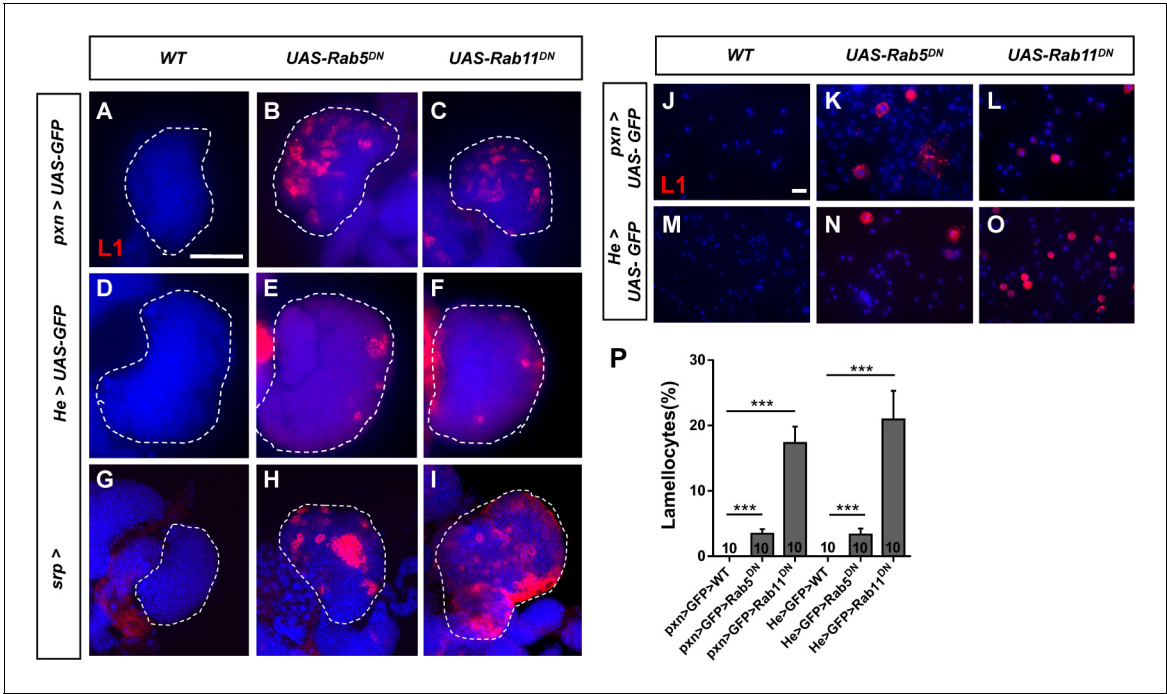 WT UAS-Rab5DN UAS-Rab11DN
pxn > UAS-GFP
A B C
L1
He > UAS-GFP
D E F
srp >
G H I
WT UAS-Rab5DN UAS-Rab11DN
pxn >
UAS- GFP
J K L
L1
He >
UAS- GFP
M N O
P
Lamellocytes(%)
30
20
10
0
***
***
***
***
10 10 10 10 10 10
pxn>GFP>WT
pxn>GFP>Rab5DN
pxn>GFP>Rab11DN
He>GFP>WT
He>GFP>Rab5DN
He>GFP>Rab11DN